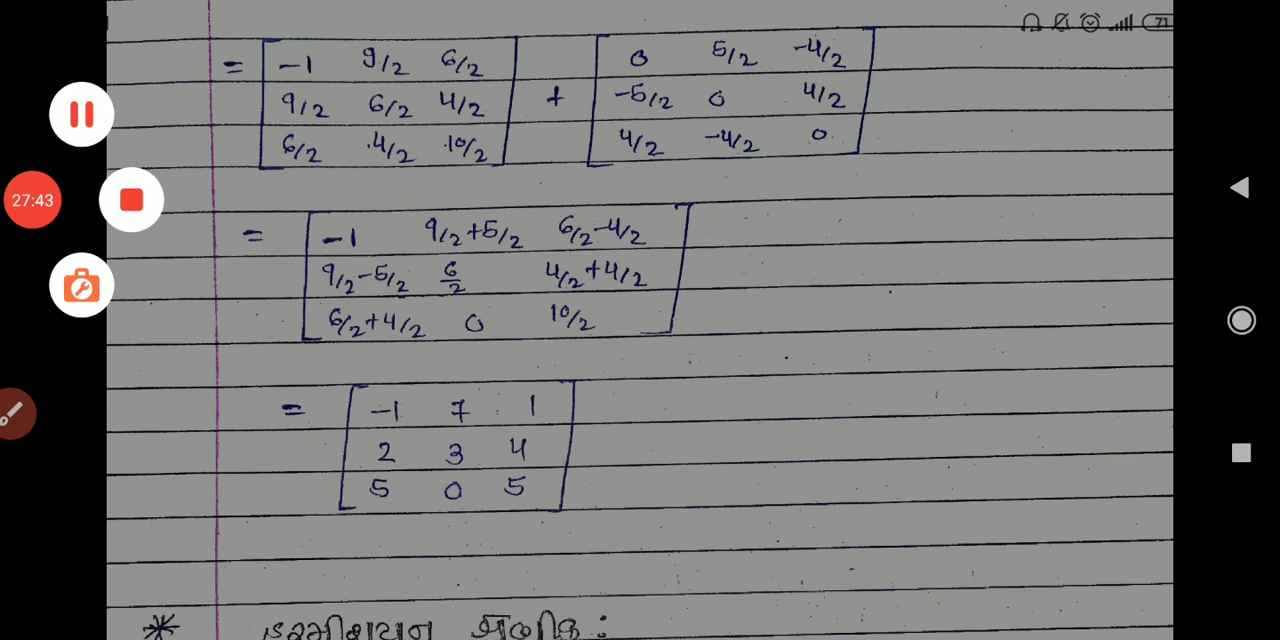 71
= [ -1 9/2 6/2 ] + [ 0 5/2 -4/2 ]
[ 9/2 6/2 4/2 ] [ -5/2 0 4/2 ]
[ 6/2 4/2 10/2 ] [ 4/2 -4/2 0 ]
27:43
= [ -1 9/2+5/2 6/2-4/2 ]
[ 9/2-5/2 6/2 4/2+4/2 ]
[ 6/2+4/2 0 10/2 ]
= [ -1 7 1 ]
[ 2 3 4 ]
[ 5 0 5 ]
*